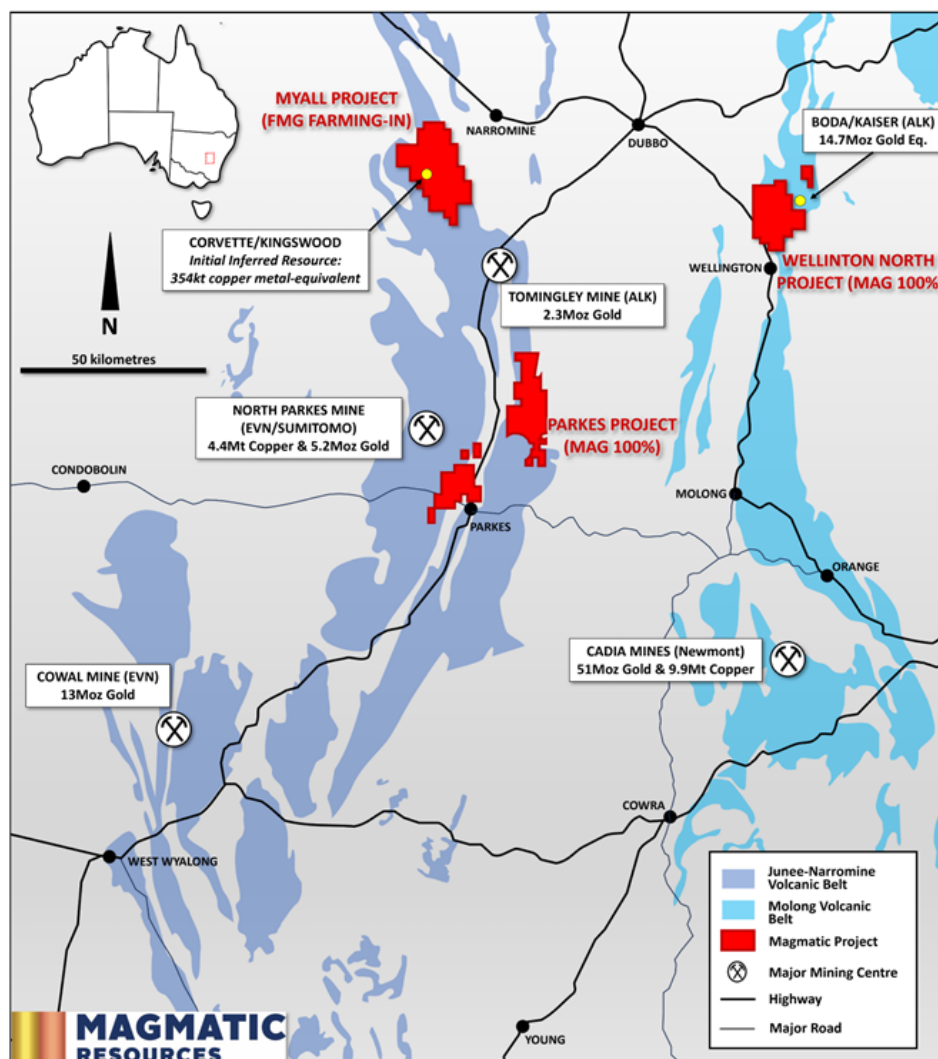 MYALL PROJECT
(FMG FARMING-IN)
NARROMINE
DUBBO
BODA/KAISER (ALK)
14.7Moz Gold Eq.
CORVETTE/KINGSWOOD
Initial Inferred Resource:
354kt copper metal-equivalent
WELLINGTON
WELLINTON NORTH
PROJECT (MAG 100%)
TOMINGLEY MINE (ALK)
2.3Moz Gold
N
50 kilometres
NORTH PARKES MINE
(EVN/SUMITOMO)
4.4Mt Copper & 5.2Moz Gold
PARKES PROJECT
(MAG 100%)
CONDOBOLIN
MOLONG
PARKES
ORANGE
CADIA MINES (Newmont)
51Moz Gold & 9.9Mt Copper
COWAL MINE (EVN)
13Moz Gold
COWRA
WEST WYALONG
Junee-Narromine
Volcanic Belt
Molong Volcanic
Belt
Magmatic Project
Major Mining Centre
Highway
Major Road
YOUNG
MAGMATIC
RESOURCES